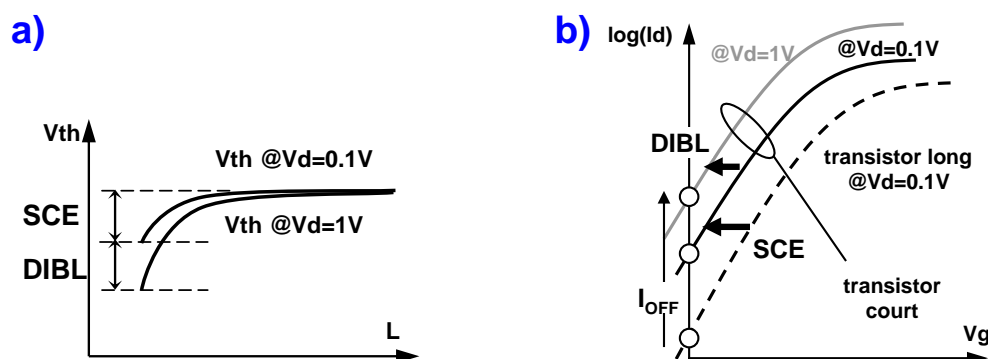 a)
Vth
Vth @Vd=0.1V
SCE
Vth @Vd=1V
DIBL
L
b)
log(Id)
@Vd=1V
@Vd=0.1V
DIBL
transistor long
@Vd=0.1V
SCE
I_OFF
transistor
court
Vg